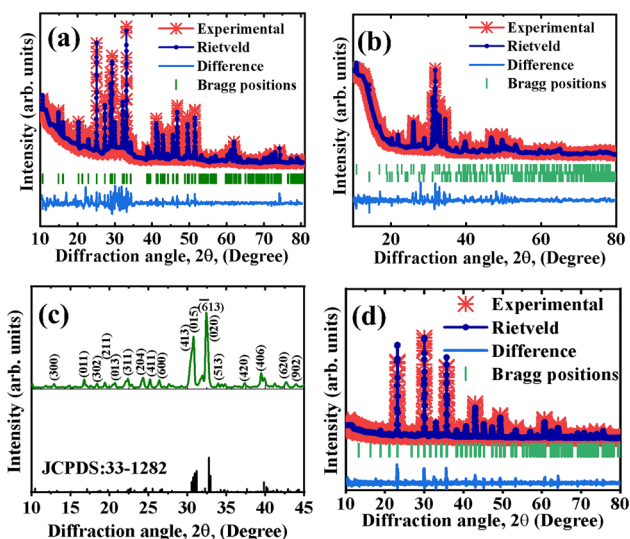 (a)
Experimental
Rietveld
Difference
Bragg positions
Intensity (arb. units)
10 20 30 40 50 60 70 80
Diffraction angle, 2θ, (Degree)
(b)
Experimental
Rietveld
Difference
Bragg positions
Intensity (arb. units)
20 40 60 80
Diffraction angle, 2θ, (Degree)
(c)
(300)
(011)
(302)
(211)
(013)
(311)
(204)
(411)
(600)
(413)
(015)
(613)
(020)
(513)
(420)
(406)
(620)
(904)
JCPDS:33-1282
Intensity (arb. units)
10 15 20 25 30 35 40 45
Diffraction angle, 2θ, (Degree)
(d)
Experimental
Rietveld
Difference
Bragg positions
Intensity (arb. units)
10 20 30 40 50 60 70 80
Diffraction angle, 2θ (Degree)